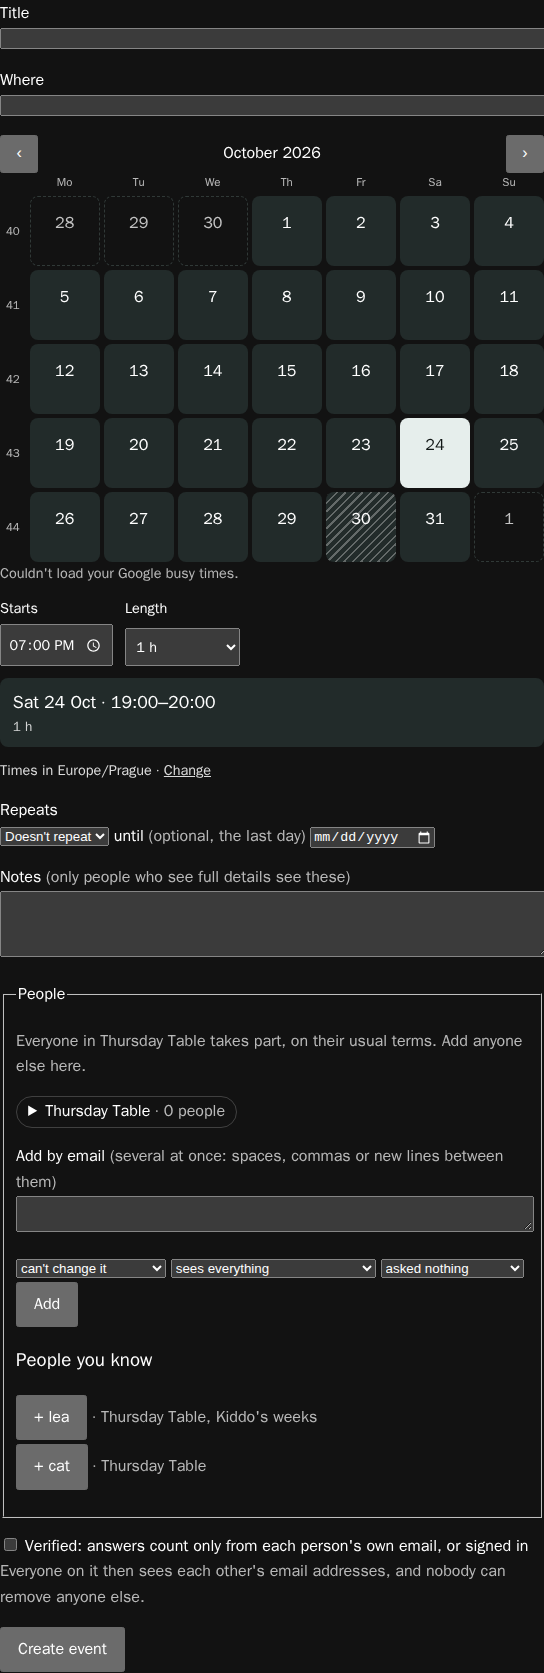 Title
Where
‹ October 2026 ›
Mo Tu We Th Fr Sa Su
40 28 29 30 1 2 3 4
41 5 6 7 8 9 10 11
42 12 13 14 15 16 17 18
43 19 20 21 22 23 24 25
44 26 27 28 29 30 31 1
Couldn't load your Google busy times.
Starts Length
07:00 PM 1 h
Sat 24 Oct · 19:00–20:00
1 h
Times in Europe/Prague · Change
Repeats
Doesn't repeat until (optional, the last day) mm/dd/yyyy
Notes (only people who see full details see these)
People
Everyone in Thursday Table takes part, on their usual terms. Add anyone
else here.
▶ Thursday Table · 0 people
Add by email (several at once: spaces, commas or new lines between
them)
can't change it sees everything asked nothing
Add
People you know
+ lea · Thursday Table, Kiddo's weeks
+ cat · Thursday Table
Verified: answers count only from each person's own email, or signed in
Everyone on it then sees each other's email addresses, and nobody can
remove anyone else.
Create event